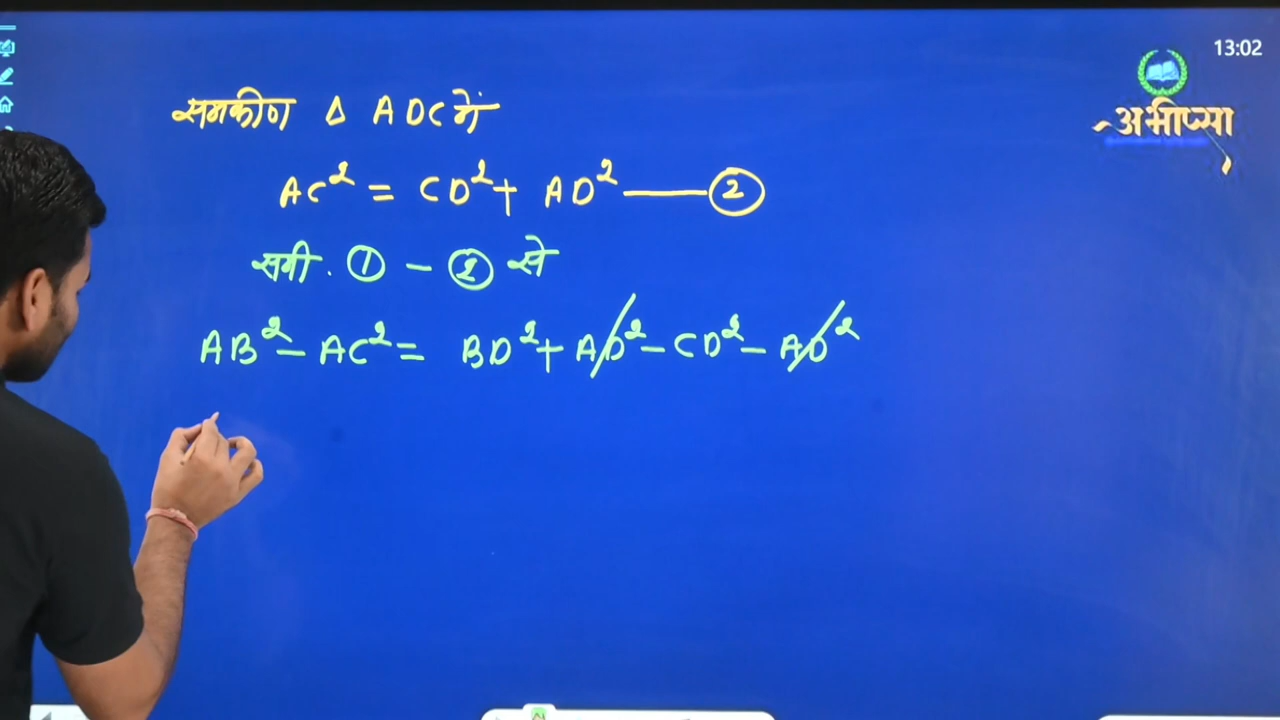 13:02
अभीप्सा
समकोण Δ ADC में
AC² = CD² + AD² —— ②
समी. ① - ② से
AB² - AC² = BD² + AD² - CD² - AD²